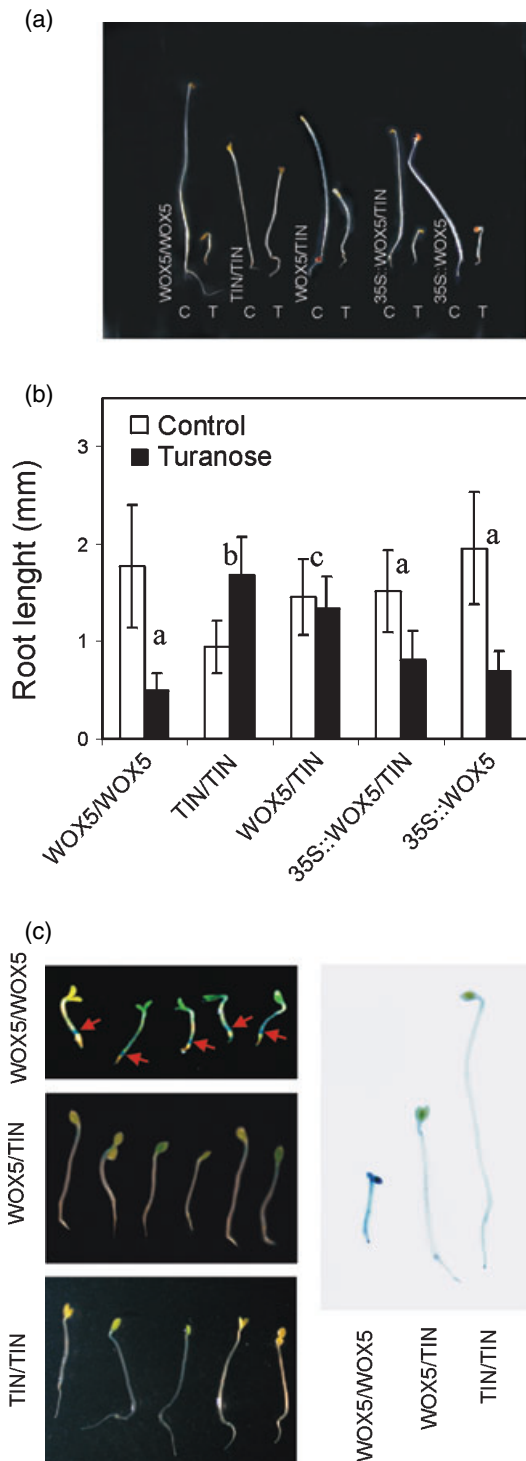 (a)
WOX5/WOX5
TIN/TIN
WOX5/TIN
35S::WOX5/TIN
35S::WOX5
C T C T C T C T C T
(b)
Root lenght (mm)
3
2
1
0
Control
Turanose
a
b
c
a
a
WOX5/WOX5
TIN/TIN
WOX5/TIN
35S::WOX5/TIN
35S::WOX5
(c)
WOX5/WOX5
WOX5/TIN
TIN/TIN
WOX5/WOX5
WOX5/TIN
TIN/TIN